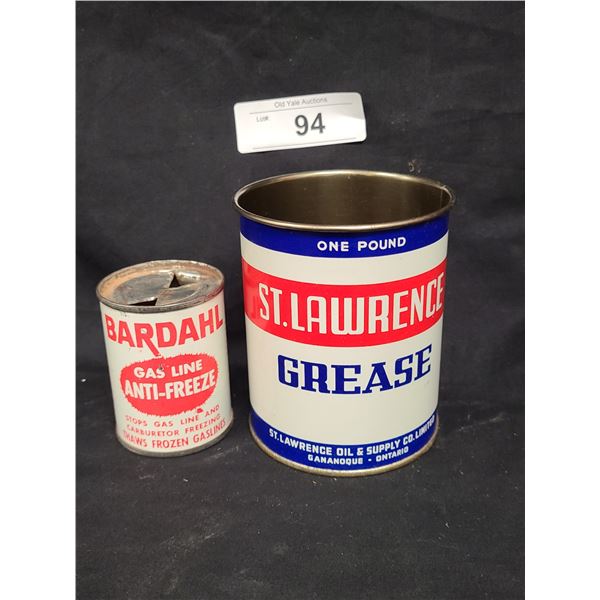 Old Yale Auctions
Lot#:
94
ONE POUND
ST. LAWRENCE
GREASE
ST. LAWRENCE OIL & SUPPLY CO. LIMITED
GANANOQUE - ONTARIO
BARDAHL
GAS LINE
ANTI-FREEZE
STOPS GAS LINE AND
CARBURETOR FREEZING
THAWS FROZEN GASLINES